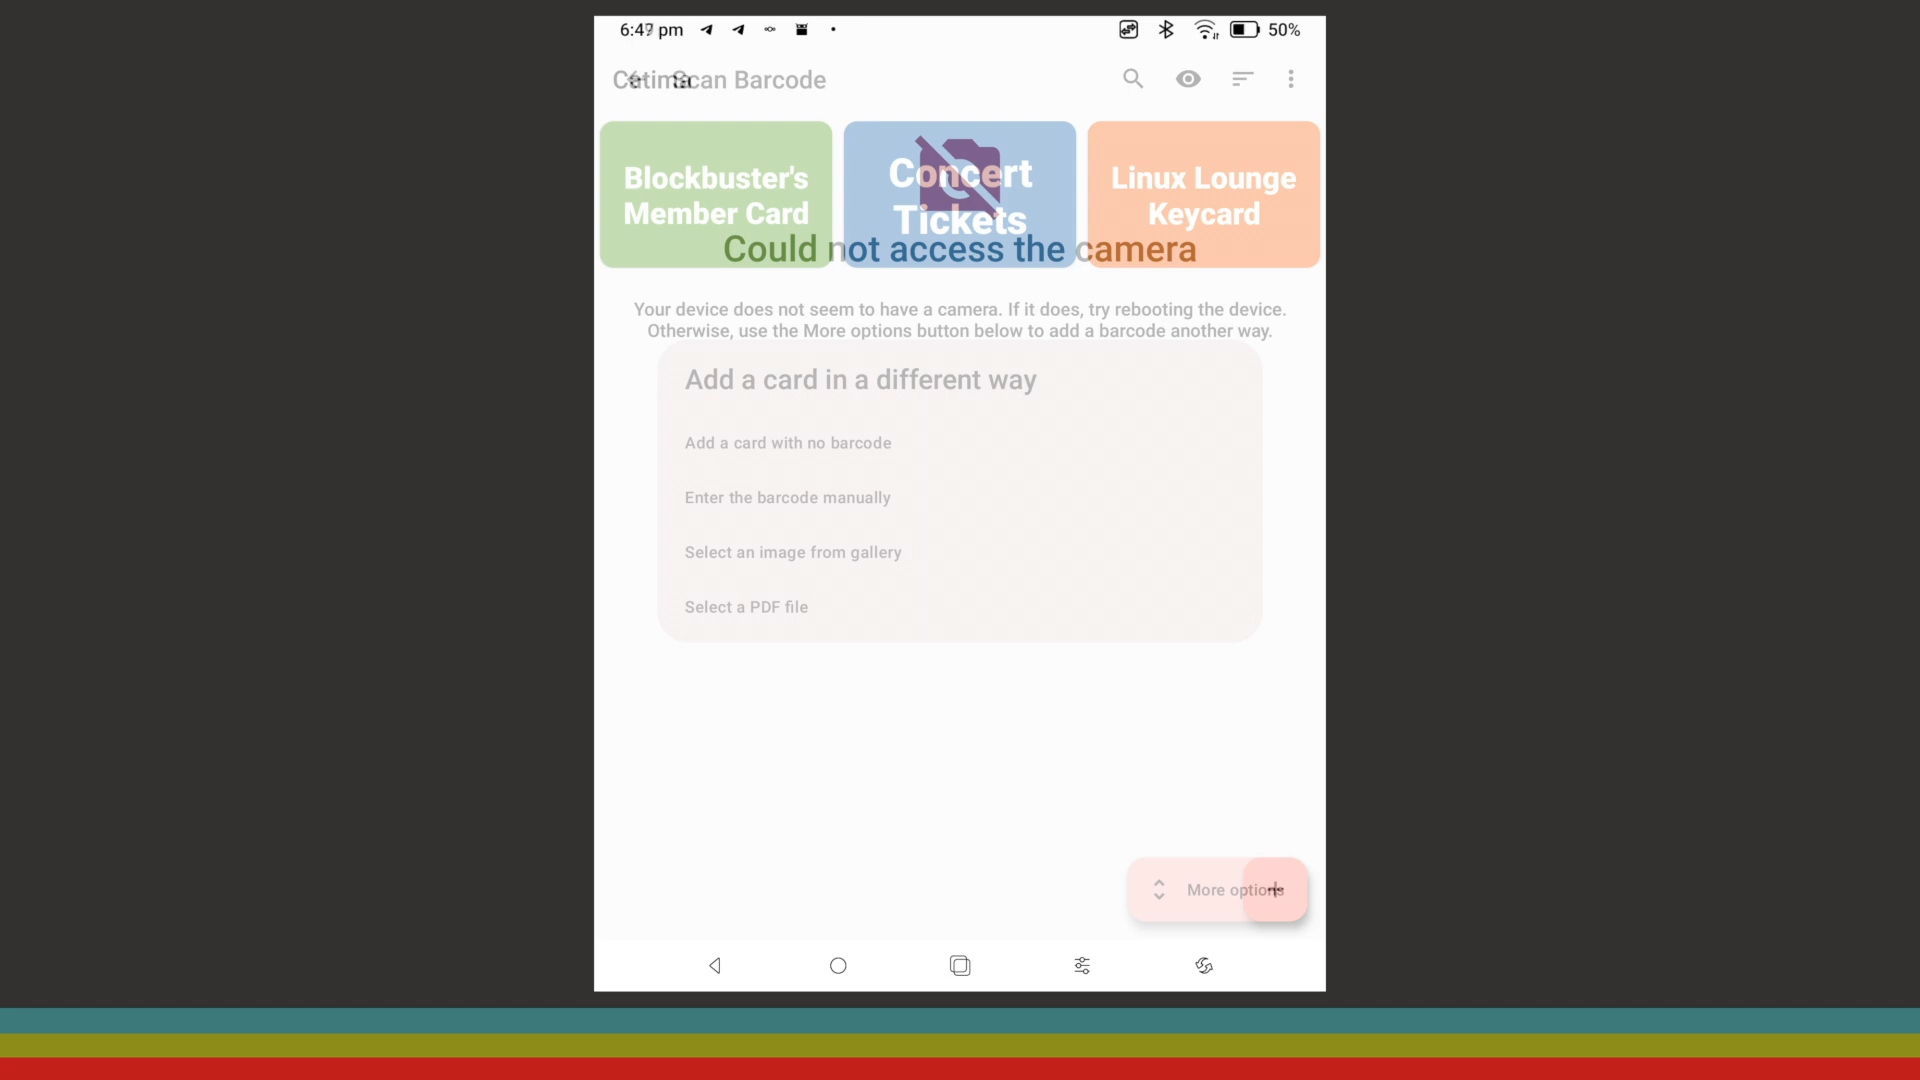 6:49 pm
50%
Catima
Scan Barcode
Blockbuster's
Member Card
Concert
Tickets
Linux Lounge
Keycard
Could not access the camera
Your device does not seem to have a camera. If it does, try rebooting the device.
Otherwise, use the More options button below to add a barcode another way.
Add a card in a different way
Add a card with no barcode
Enter the barcode manually
Select an image from gallery
Select a PDF file
More options